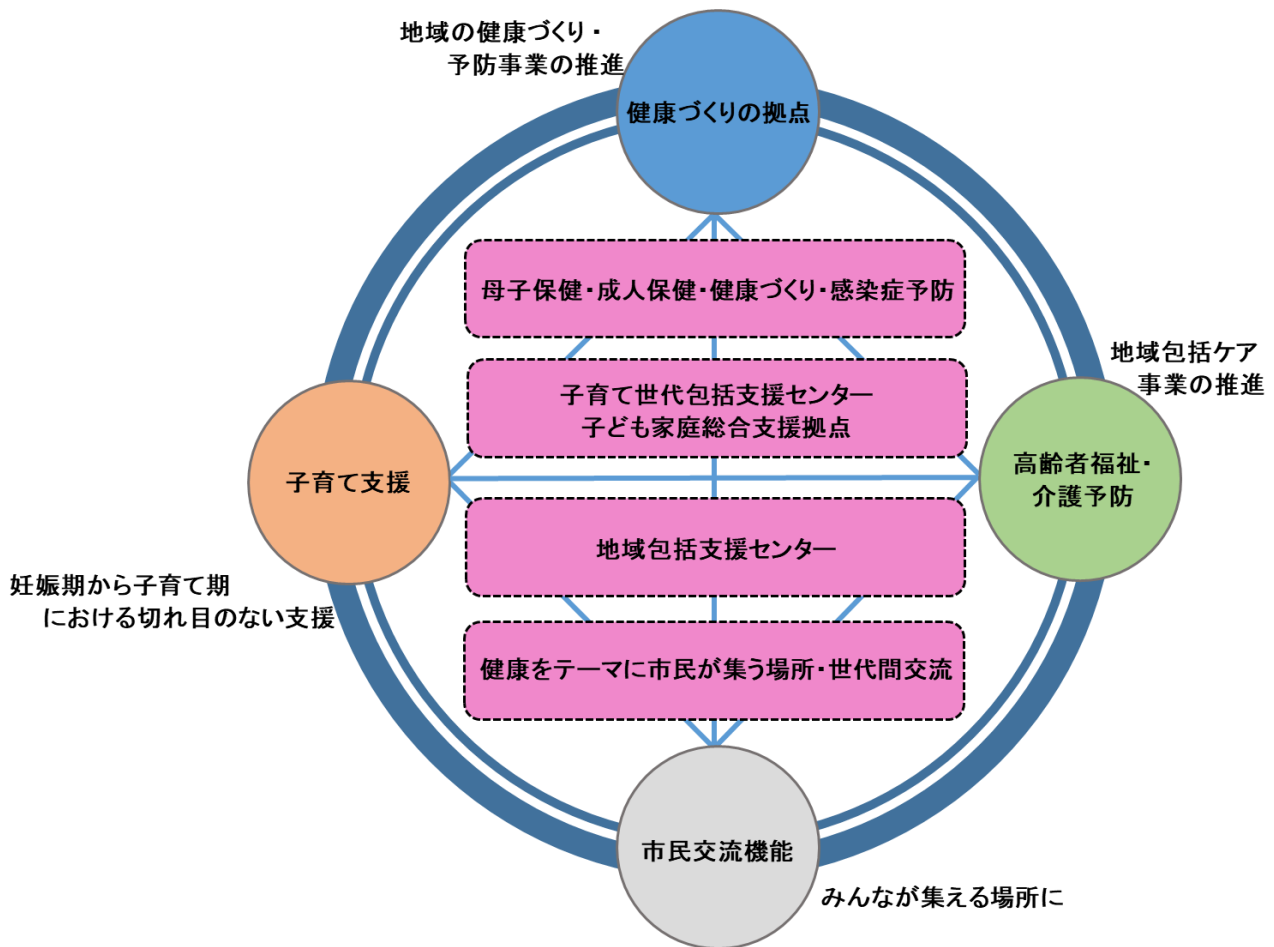 地域の健康づくり・
予防事業の推進
健康づくりの拠点
母子保健・成人保健・健康づくり・感染症予防
地域包括ケア
事業の推進
子育て世代包括支援センター
子ども家庭総合支援拠点
子育て支援
高齢者福祉・
介護予防
地域包括支援センター
妊娠期から子育て期
における切れ目のない支援
健康をテーマに市民が集う場所・世代間交流
市民交流機能
みんなが集える場所に